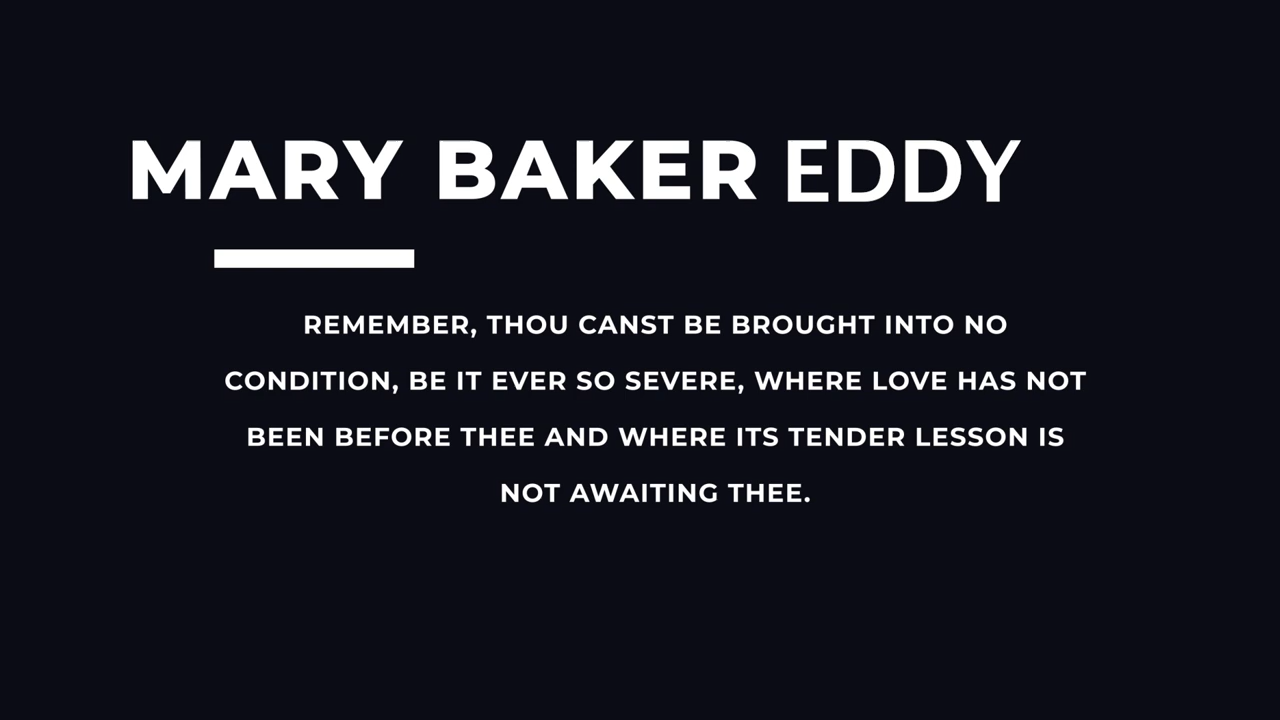 MARY BAKER EDDY
REMEMBER, THOU CANST BE BROUGHT INTO NO
CONDITION, BE IT EVER SO SEVERE, WHERE LOVE HAS NOT
BEEN BEFORE THEE AND WHERE ITS TENDER LESSON IS
NOT AWAITING THEE.